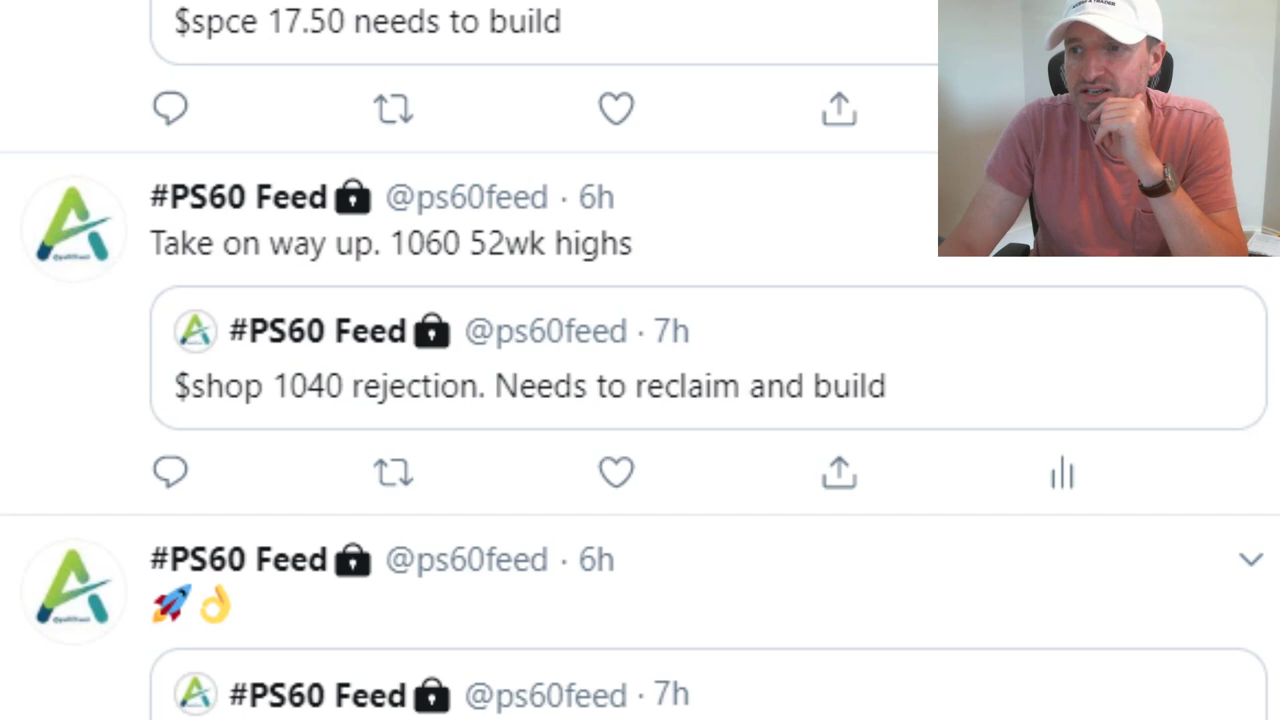 $spce 17.50 needs to build
#PS60 Feed🔒 @ps60feed · 6h
Take on way up. 1060 52wk highs
#PS60 Feed🔒 @ps60feed · 7h
$shop 1040 rejection. Needs to reclaim and build
#PS60 Feed🔒 @ps60feed · 6h
🚀👌
#PS60 Feed🔒 @ps60feed · 7h